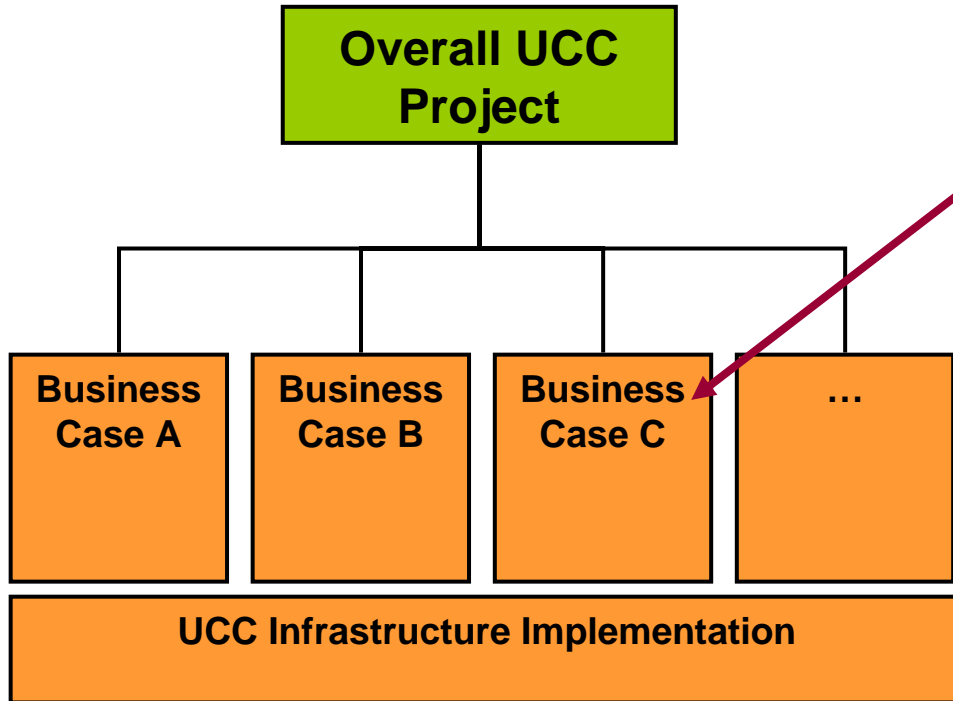 Overall UCC
Project
Business
Case A
Business
Case B
Business
Case C
...
UCC Infrastructure Implementation